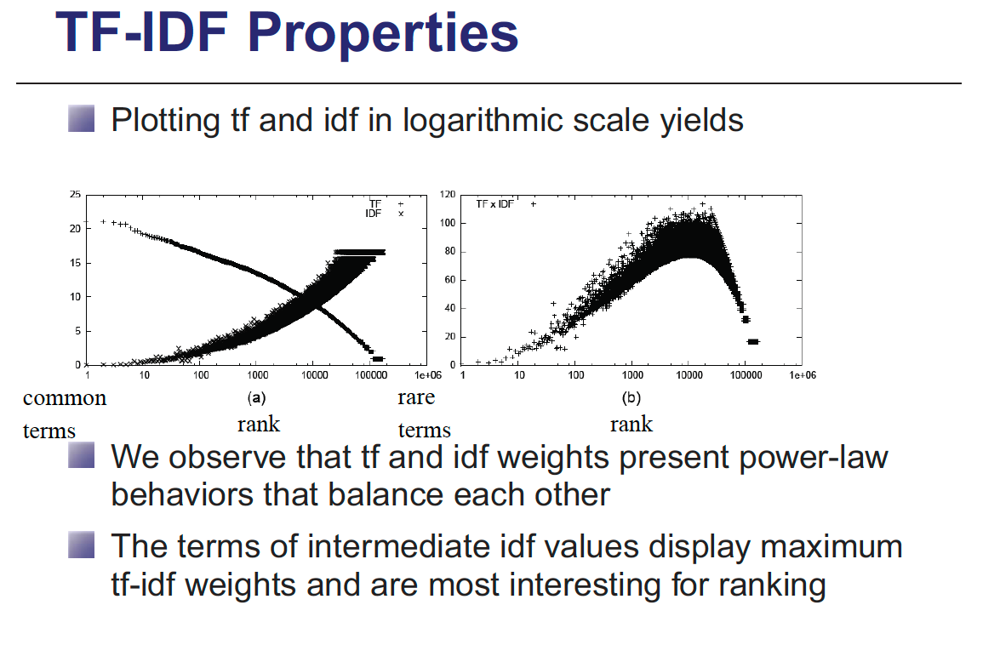 TF-IDF Properties
Plotting tf and idf in logarithmic scale yields
25
20
15
10
5
0
TF +
IDF ×
1 10 100 1000 10000 100000 1e+06
(a)
120
100
80
60
40
20
0
TF x IDF +
1 10 100 1000 10000 100000 1e+06
(b)
common
terms
rank
rare
terms
rank
We observe that tf and idf weights present power-law
behaviors that balance each other
The terms of intermediate idf values display maximum
tf-idf weights and are most interesting for ranking